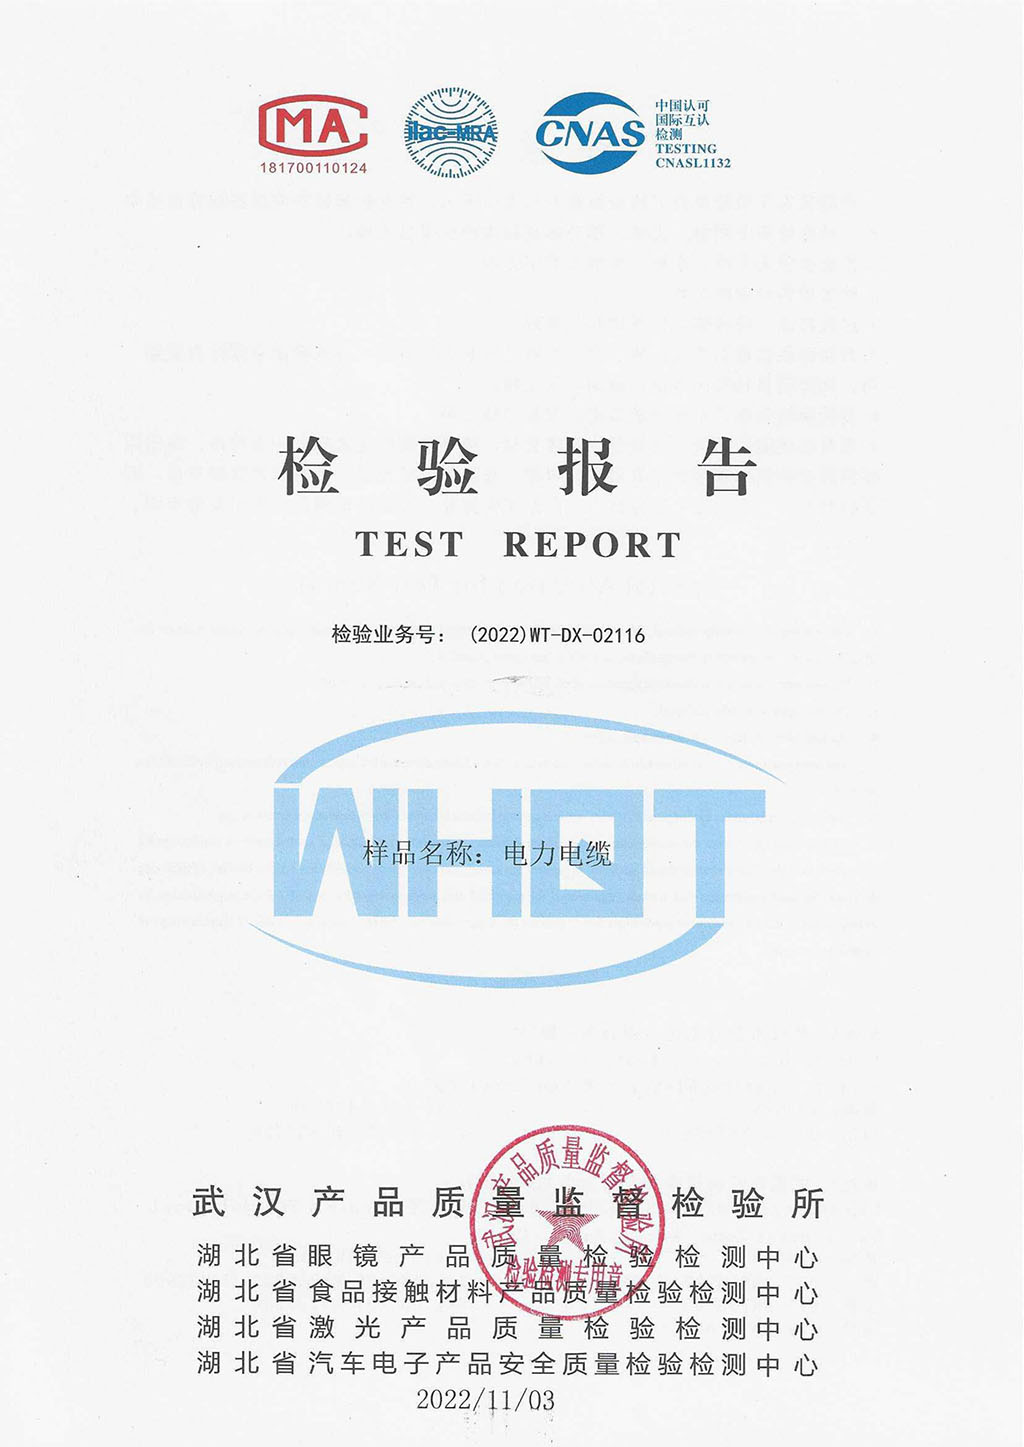 MA
181700110124
ilac-MRA
CNAS
中国认可
国际互认
检测
TESTING
CNASL1132
检验报告
TEST REPORT
检验业务号： (2022)WT-DX-02116
WHQT
样品名称：电力电缆
武汉产品质量监督检验所
武汉产品质量监督检验所
检验检测专用章
湖北省眼镜产品质量检验检测中心
湖北省食品接触材料产品质量检验检测中心
湖北省激光产品质量检验检测中心
湖北省汽车电子产品安全质量检验检测中心
2022/11/03